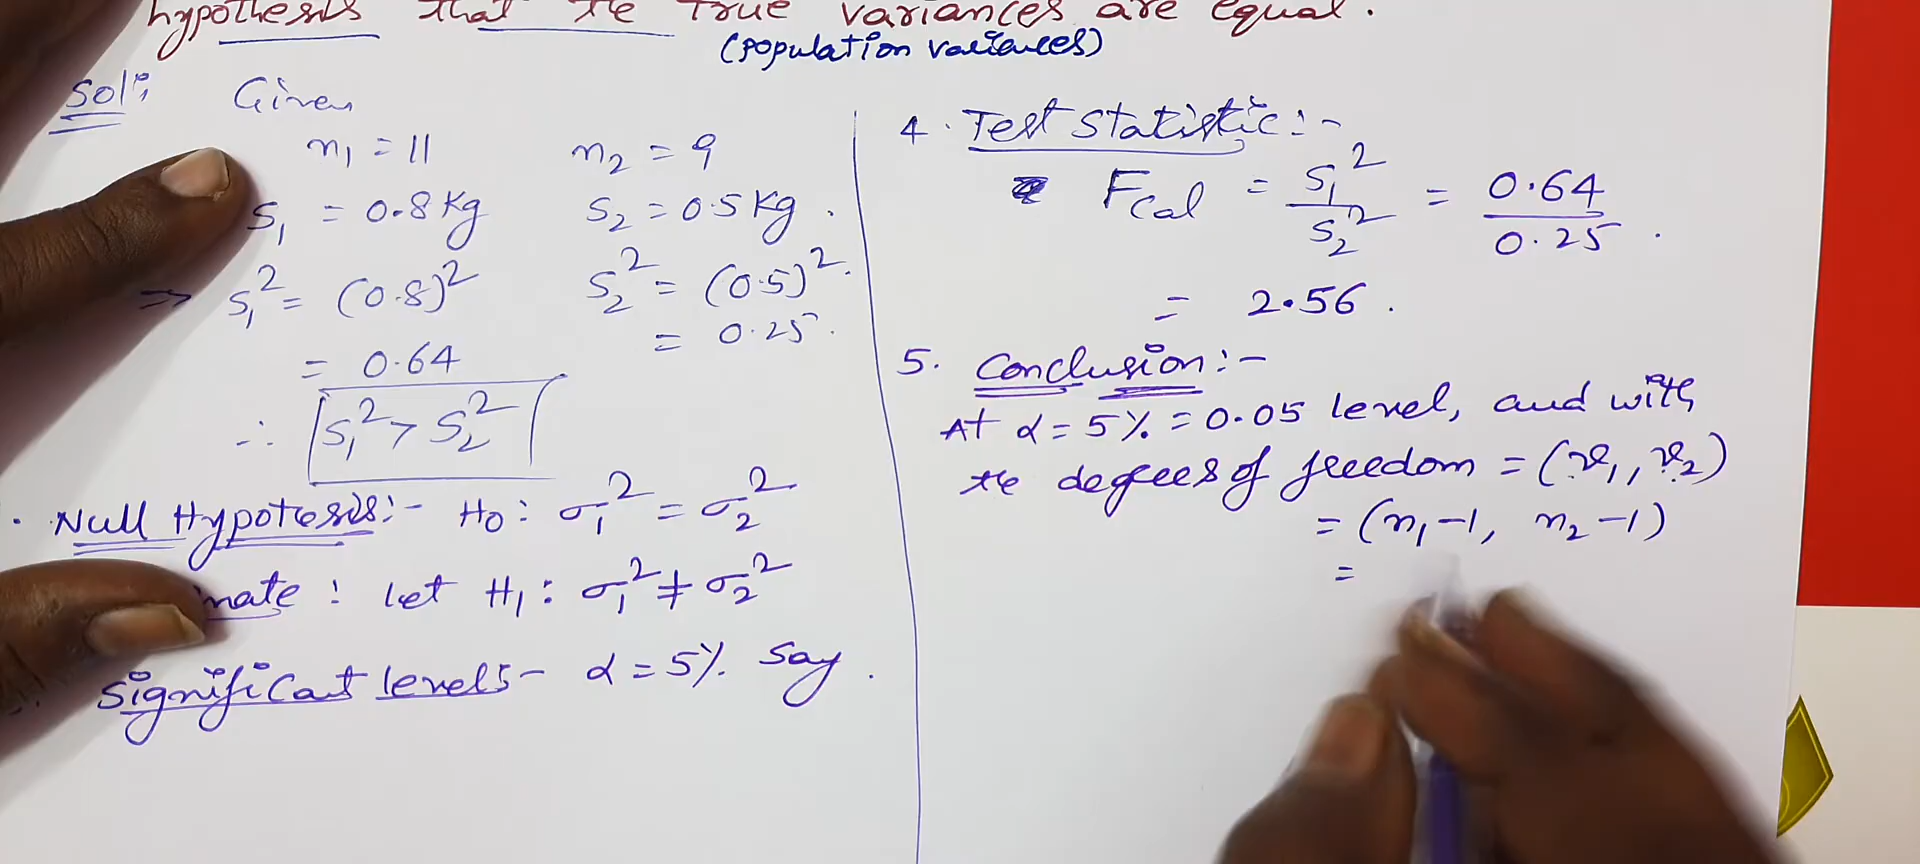 hypothesis that the True variances are equal.
(population variances)
Sol:
Given
n₁ = 11 n₂ = 9
S₁ = 0.8 Kg S₂ = 0.5 Kg.
⇒ S₁² = (0.8)² S₂² = (0.5)².
= 0.64 = 0.25.
∴ S₁² > S₂²
. Null Hypothesis:- H₀: σ₁² = σ₂²
nate : Let H₁: σ₁² ≠ σ₂²
Significant levels- α = 5% Say.
4. Test Statistic:-
Fcal = S₁²/S₂² = 0.64/0.25.
= 2.56.
5. Conclusion:-
At α = 5% = 0.05 level, and with
the degrees of freedom = (ν₁, ν₂)
= (n₁-1, n₂-1)
=